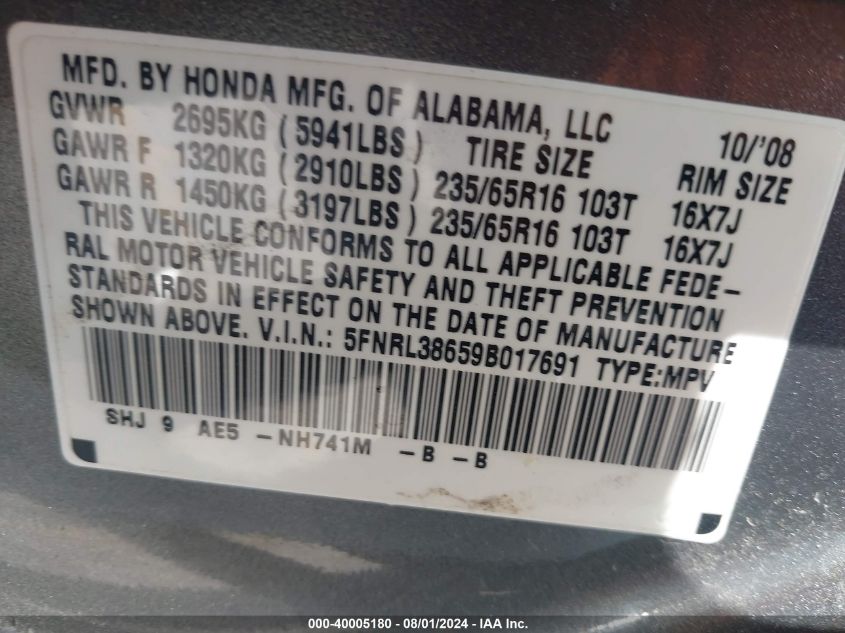 MFD. BY HONDA MFG. OF ALABAMA, LLC 10/'08
GVWR 2695KG (5941LBS) TIRE SIZE RIM SIZE
GAWR F 1320KG (2910LBS) 235/65R16 103T 16X7J
GAWR R 1450KG (3197LBS) 235/65R16 103T 16X7J
THIS VEHICLE CONFORMS TO ALL APPLICABLE FEDE-
RAL MOTOR VEHICLE SAFETY AND THEFT PREVENTION
STANDARDS IN EFFECT ON THE DATE OF MANUFACTURE
SHOWN ABOVE. V.I.N.: 5FNRL38659B017691 TYPE:MPV
SHJ 9 AE5 -NH741M -B -B
000-40005180 - 08/01/2024 - IAAI Inc.